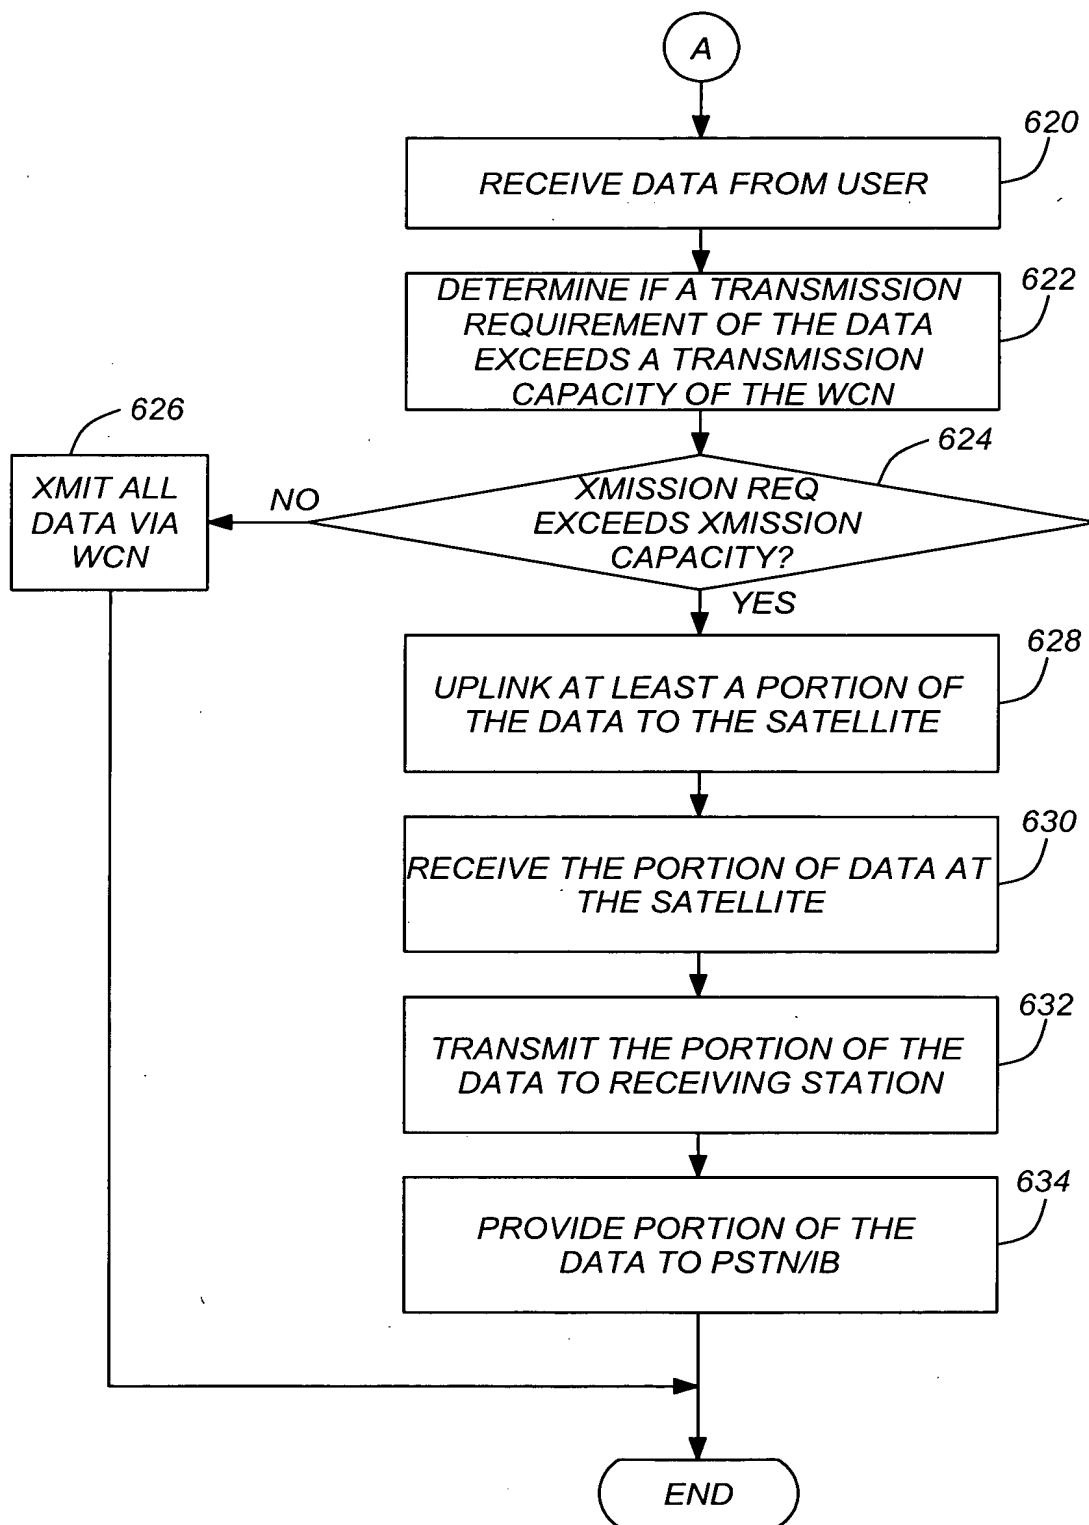 A
620
RECEIVE DATA FROM USER
622
DETERMINE IF A TRANSMISSION
REQUIREMENT OF THE DATA
EXCEEDS A TRANSMISSION
CAPACITY OF THE WCN
626
624
XMIT ALL
DATA VIA
WCN
NO
XMISSION REQ
EXCEEDS XMISSION
CAPACITY?
YES
628
UPLINK AT LEAST A PORTION OF
THE DATA TO THE SATELLITE
630
RECEIVE THE PORTION OF DATA AT
THE SATELLITE
632
TRANSMIT THE PORTION OF THE
DATA TO RECEIVING STATION
634
PROVIDE PORTION OF THE
DATA TO PSTN/IB
END